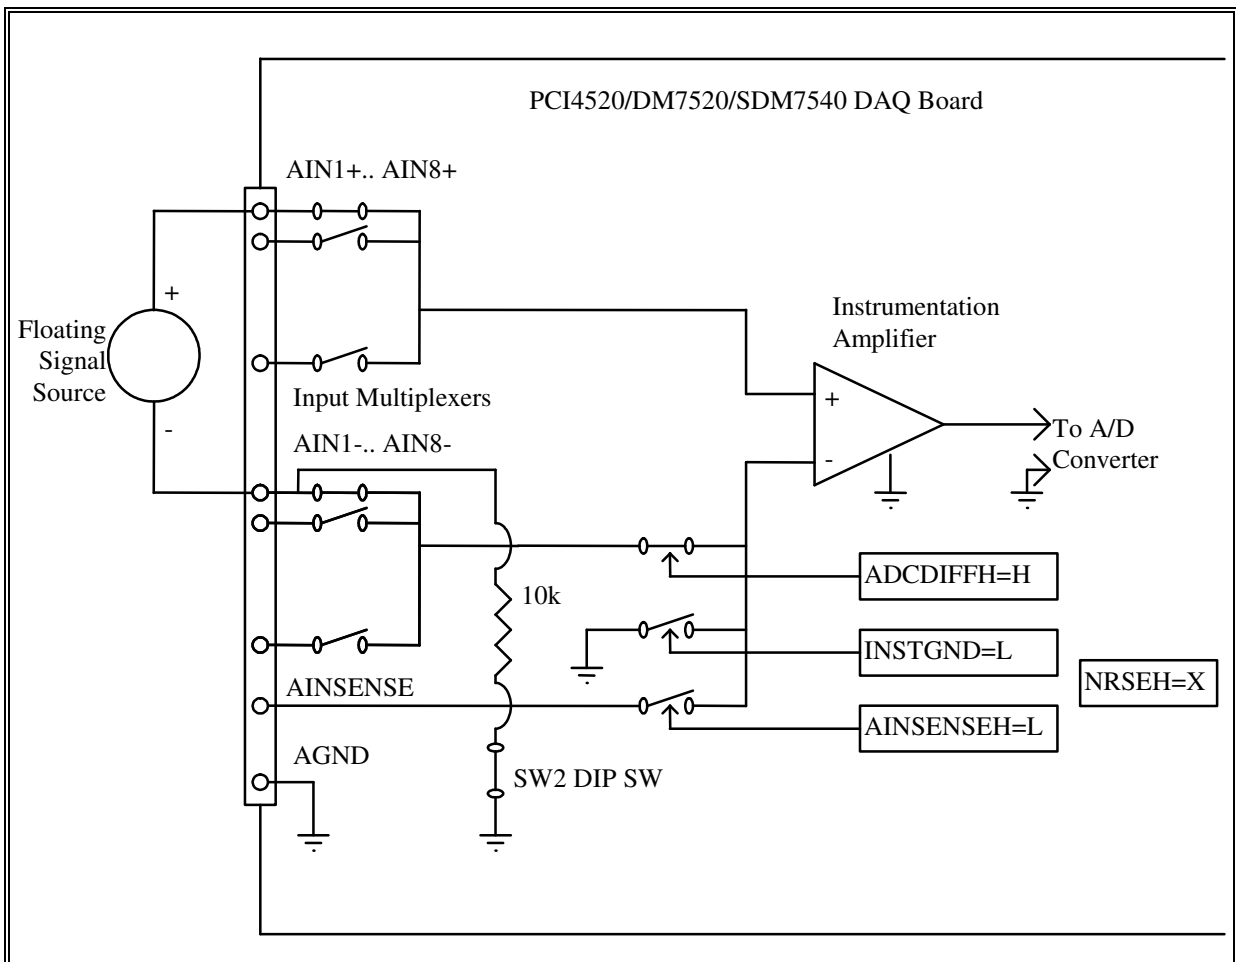 PCI4520/DM7520/SDM7540 DAQ Board
AIN1+.. AIN8+
+
Floating
Signal
Source
-
Instrumentation
Amplifier
+
-
Input Multiplexers
AIN1-.. AIN8-
To A/D
Converter
ADCDIFFH=H
10k
INSTGND=L
NRSEH=X
AINSENSE
AINSENSEH=L
AGND
SW2 DIP SW